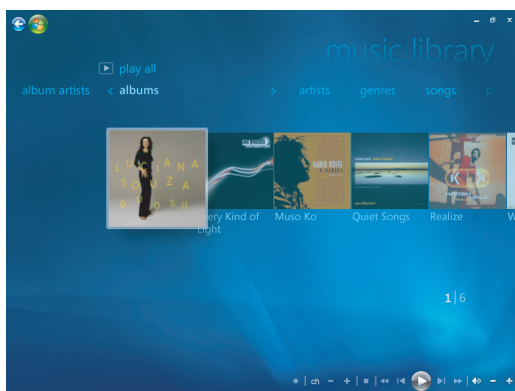 music library
play all
album artists < albums > artists genres songs
LUCIANA
SOUZA
DUOS II
Every Kind of Light
Muso Ko
Quiet Songs
Realize
W
1|6
ch